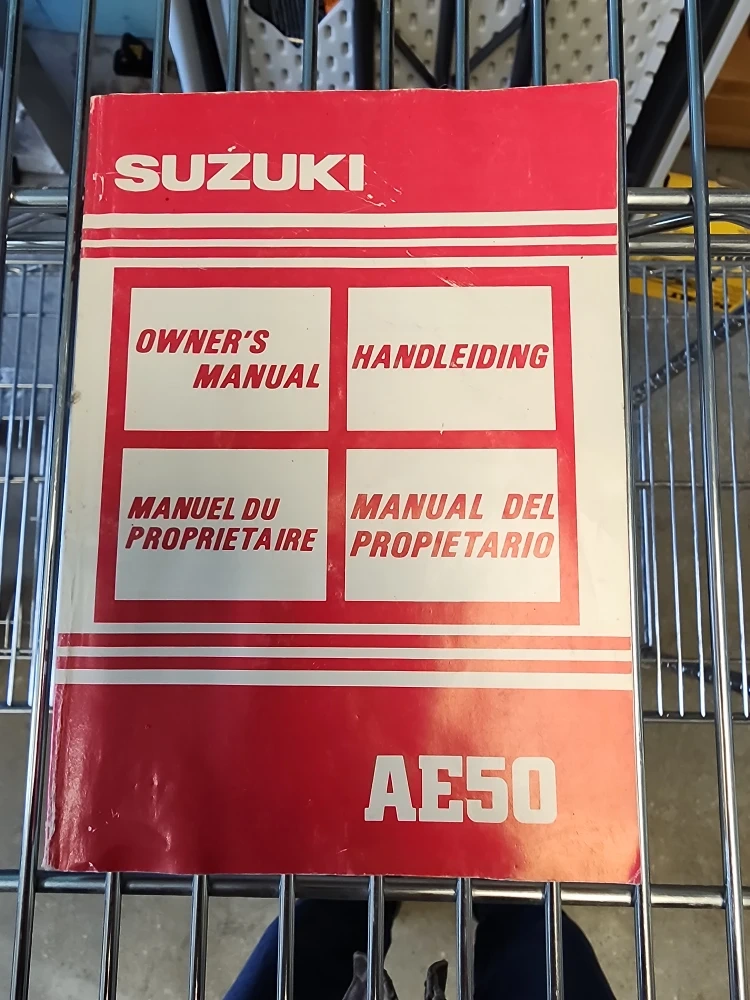 SUZUKI
OWNER'S
MANUAL
HANDLEIDING
MANUEL DU
PROPRIETAIRE
MANUAL DEL
PROPIETARIO
AE50